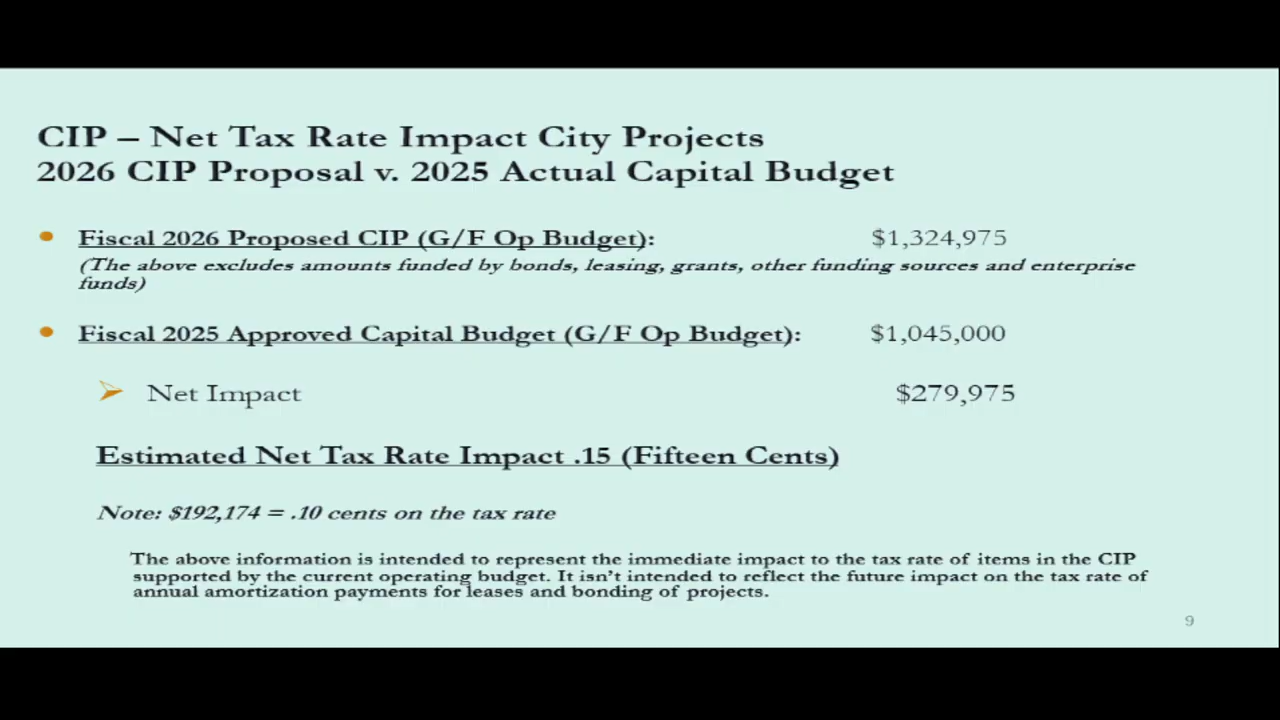 CIP – Net Tax Rate Impact City Projects
2026 CIP Proposal v. 2025 Actual Capital Budget
Fiscal 2026 Proposed CIP (G/F Op Budget): $1,324,975
(The above excludes amounts funded by bonds, leasing, grants, other funding sources and enterprise
funds)
Fiscal 2025 Approved Capital Budget (G/F Op Budget): $1,045,000
Net Impact $279,975
Estimated Net Tax Rate Impact .15 (Fifteen Cents)
Note: $192,174 = .10 cents on the tax rate
The above information is intended to represent the immediate impact to the tax rate of items in the CIP
supported by the current operating budget. It isn't intended to reflect the future impact on the tax rate of
annual amortization payments for leases and bonding of projects.
9